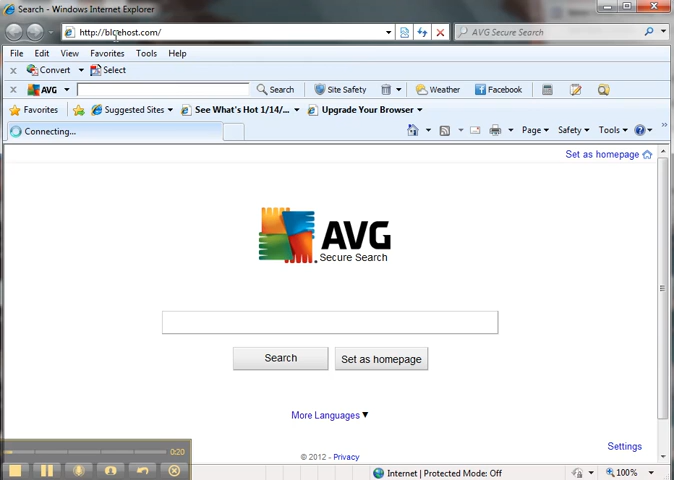 Search - Windows Internet Explorer
http://bluehost.com/
AVG Secure Search
File Edit View Favorites Tools Help
Convert Select
AVG Search Site Safety Weather Facebook
Favorites Suggested Sites See What's Hot 1/14/... Upgrade Your Browser
Connecting...
Page Safety Tools
Set as homepage
AVG
Secure Search
Search Set as homepage
More Languages
Settings
© 2012 - Privacy
0:20
Internet | Protected Mode: Off 100%